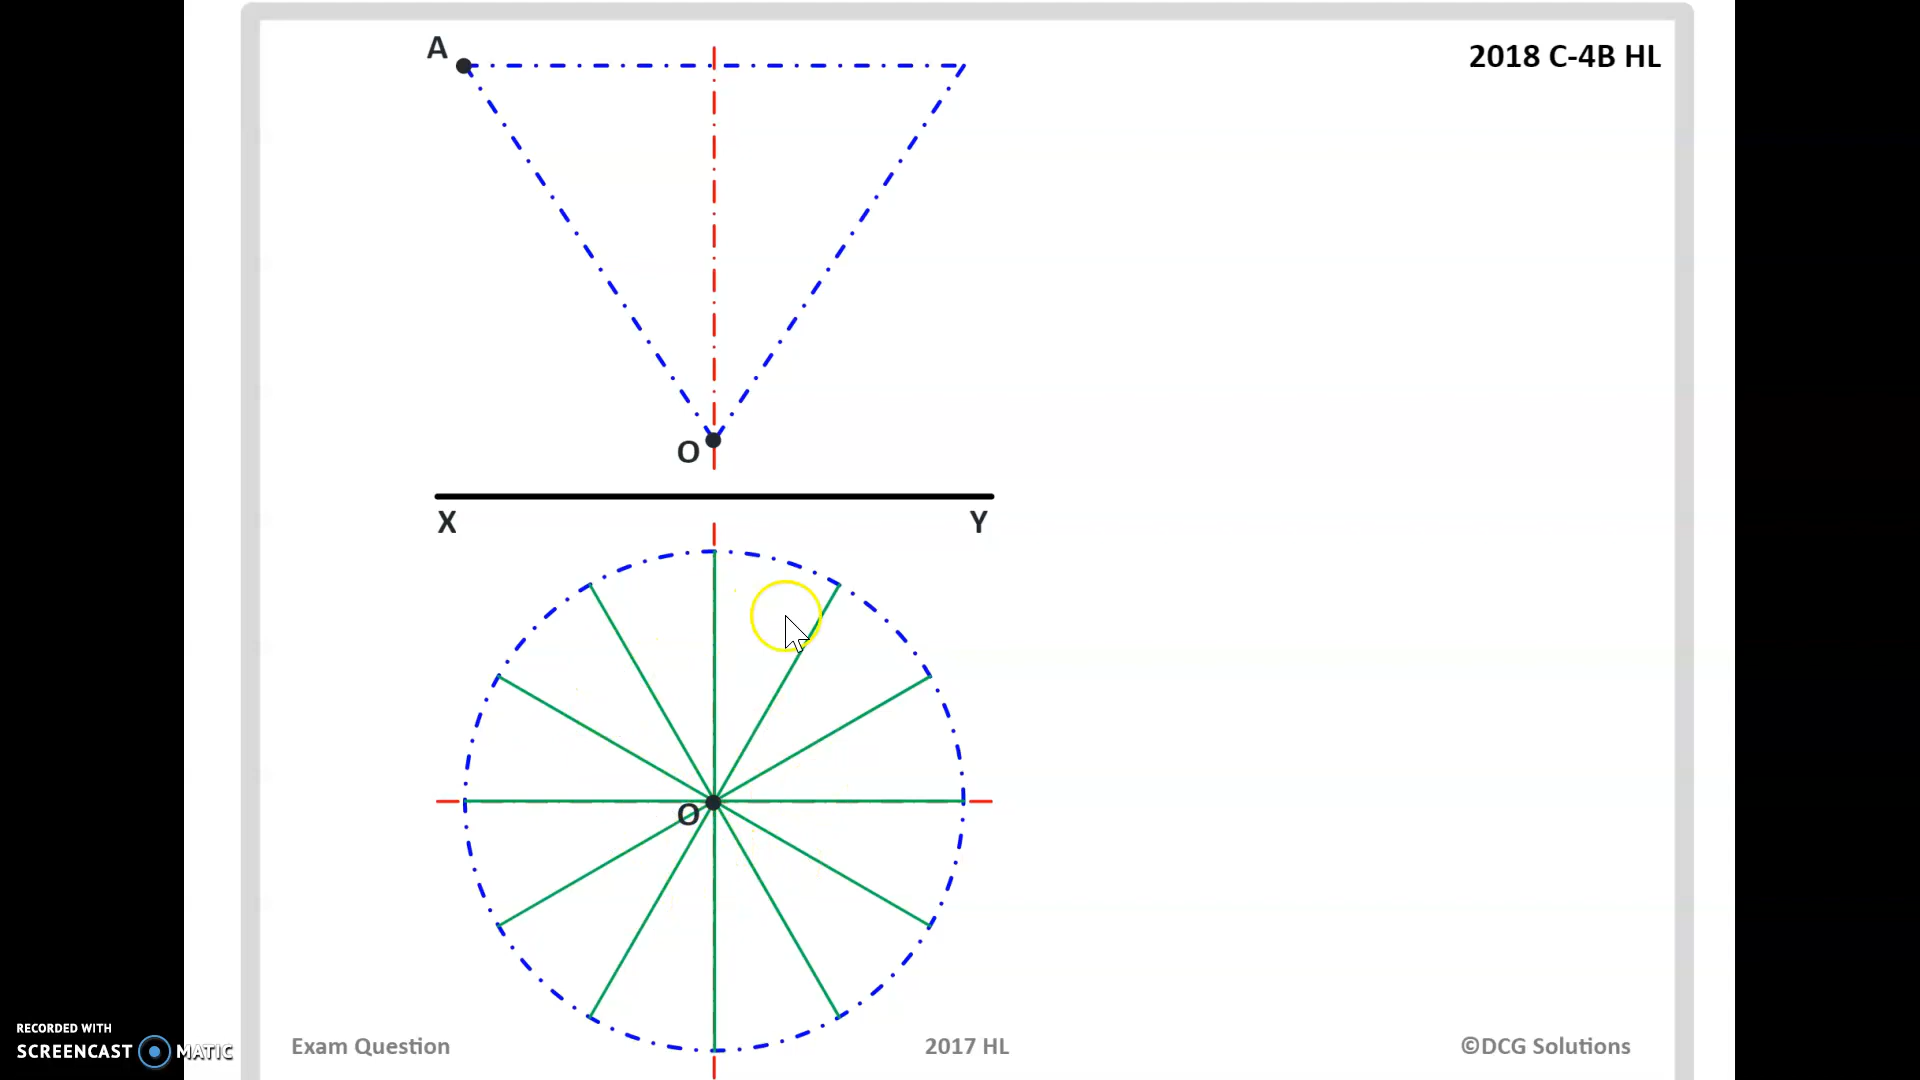 A
2018 C-4B HL
O
X
Y
O
RECORDED WITH
SCREENCAST MATIC
Exam Question
2017 HL
©DCG Solutions